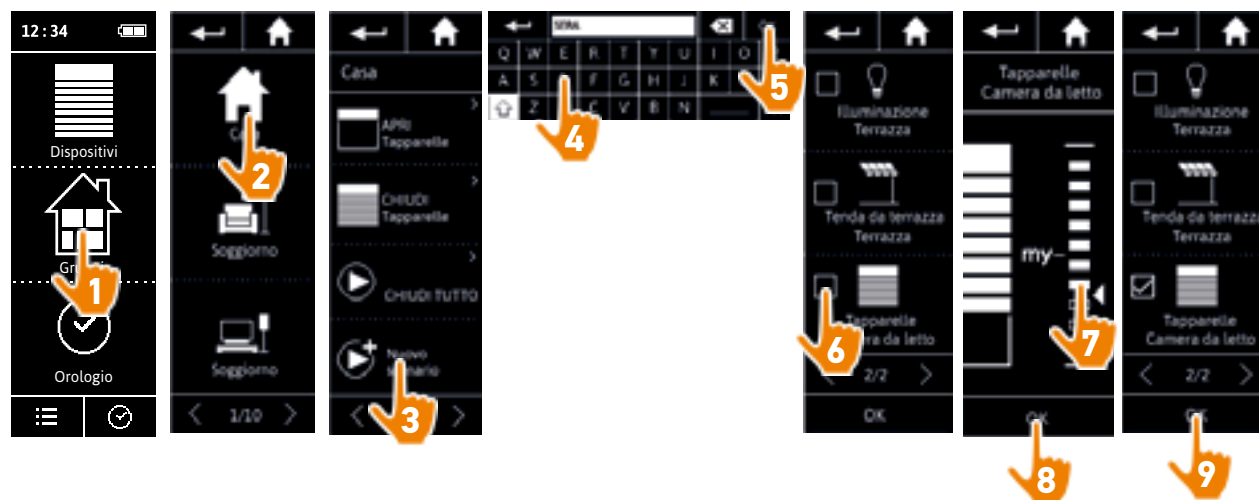 12:34
Dispositivi
1
Orologio
2
Soggiorno
Soggiorno
1/10
Casa
APRI
Tapparelle
CHIUDI
Tapparelle
CHIUDI TUTTO
Nuovo
3
SERA
Q W E R T Y U I O
A S F G H J K
Z C V B N
4
5
Illuminazione
Terrazza
Tenda da terrazza
Terrazza
Tapparelle
6
2/2
OK
Tapparelle
Camera da letto
my
7
OK
8
Illuminazione
Terrazza
Tenda da terrazza
Terrazza
Tapparelle
Camera da letto
2/2
9